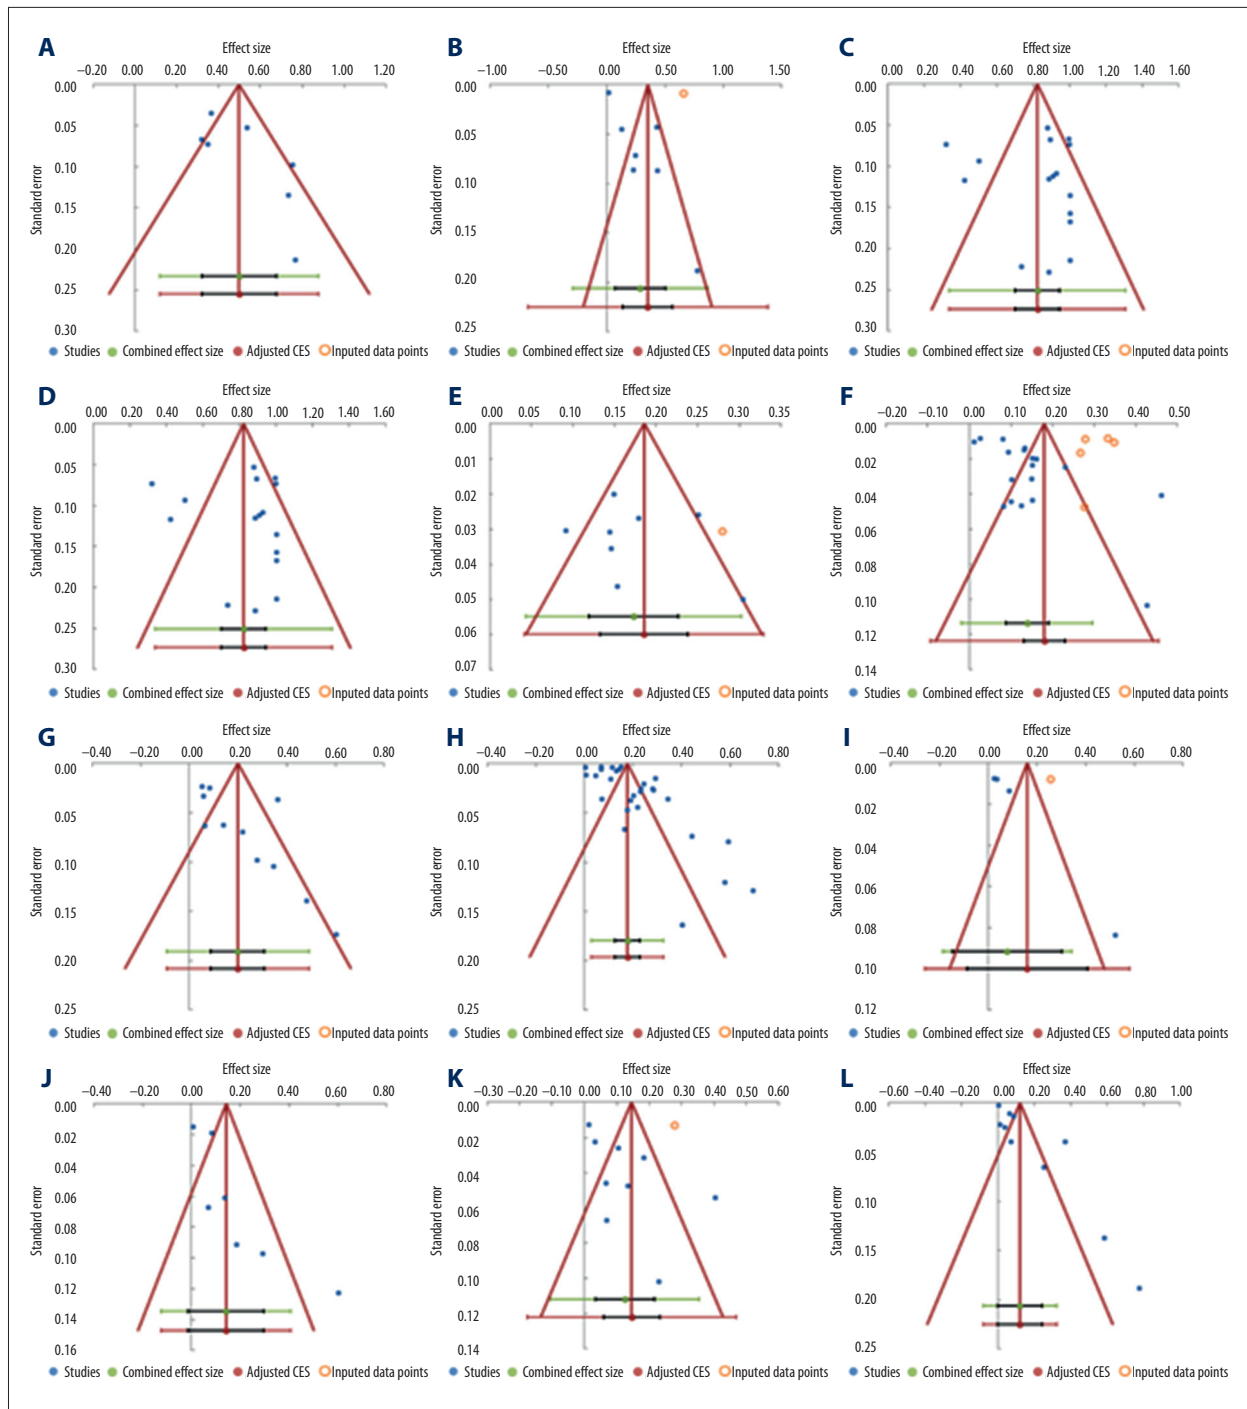 A
Effect size
−0.20 0.00 0.20 0.40 0.60 0.80 1.00 1.20
Standard error
0.00
0.05
0.10
0.15
0.20
0.25
0.30
Studies Combined effect size Adjusted CES Inputed data points
B
Effect size
−1.00 −0.50 0.00 0.50 1.00 1.50
Standard error
0.00
0.05
0.10
0.15
0.20
0.25
Studies Combined effect size Adjusted CES Inputed data points
C
Effect size
0.00 0.20 0.40 0.60 0.80 1.00 1.20 1.40 1.60
Standard error
0.00
0.05
0.10
0.15
0.20
0.25
0.30
Studies Combined effect size Adjusted CES Inputed data points
D
Effect size
0.00 0.20 0.40 0.60 0.80 1.00 1.20 1.40 1.60
Standard error
0.00
0.05
0.10
0.15
0.20
0.25
0.30
Studies Combined effect size Adjusted CES Inputed data points
E
Effect size
0.00 0.05 0.10 0.15 0.20 0.25 0.30 0.35
Standard error
0.00
0.01
0.02
0.03
0.04
0.05
0.06
0.07
Studies Combined effect size Adjusted CES Inputed data points
F
Effect size
−0.20 −0.10 0.00 0.10 0.20 0.30 0.40 0.50
Standard error
0.00
0.02
0.04
0.06
0.08
0.10
0.12
0.14
Studies Combined effect size Adjusted CES Inputed data points
G
Effect size
−0.40 −0.20 0.00 0.20 0.40 0.60 0.80
Standard error
0.00
0.05
0.10
0.15
0.20
0.25
Studies Combined effect size Adjusted CES Inputed data points
H
Effect size
−0.40 −0.20 0.00 0.20 0.40 0.60 0.80
Standard error
0.00
0.05
0.10
0.15
0.20
0.25
Studies Combined effect size Adjusted CES Inputed data points
I
Effect size
−0.40 −0.20 0.00 0.20 0.40 0.60 0.80
Standard error
0.00
0.02
0.04
0.06
0.08
0.10
0.12
Studies Combined effect size Adjusted CES Inputed data points
J
Effect size
−0.40 −0.20 0.00 0.20 0.40 0.60 0.80
Standard error
0.00
0.02
0.04
0.06
0.08
0.10
0.12
0.14
0.16
Studies Combined effect size Adjusted CES Inputed data points
K
Effect size
−0.30 −0.20 −0.10 0.00 0.10 0.20 0.30 0.40 0.50 0.60
Standard error
0.00
0.02
0.04
0.06
0.08
0.10
0.12
0.14
Studies Combined effect size Adjusted CES Inputed data points
L
Effect size
−0.60 −0.40 −0.20 0.00 0.20 0.40 0.60 0.80 1.00
Standard error
0.00
0.05
0.10
0.15
0.20
0.25
Studies Combined effect size Adjusted CES Inputed data points